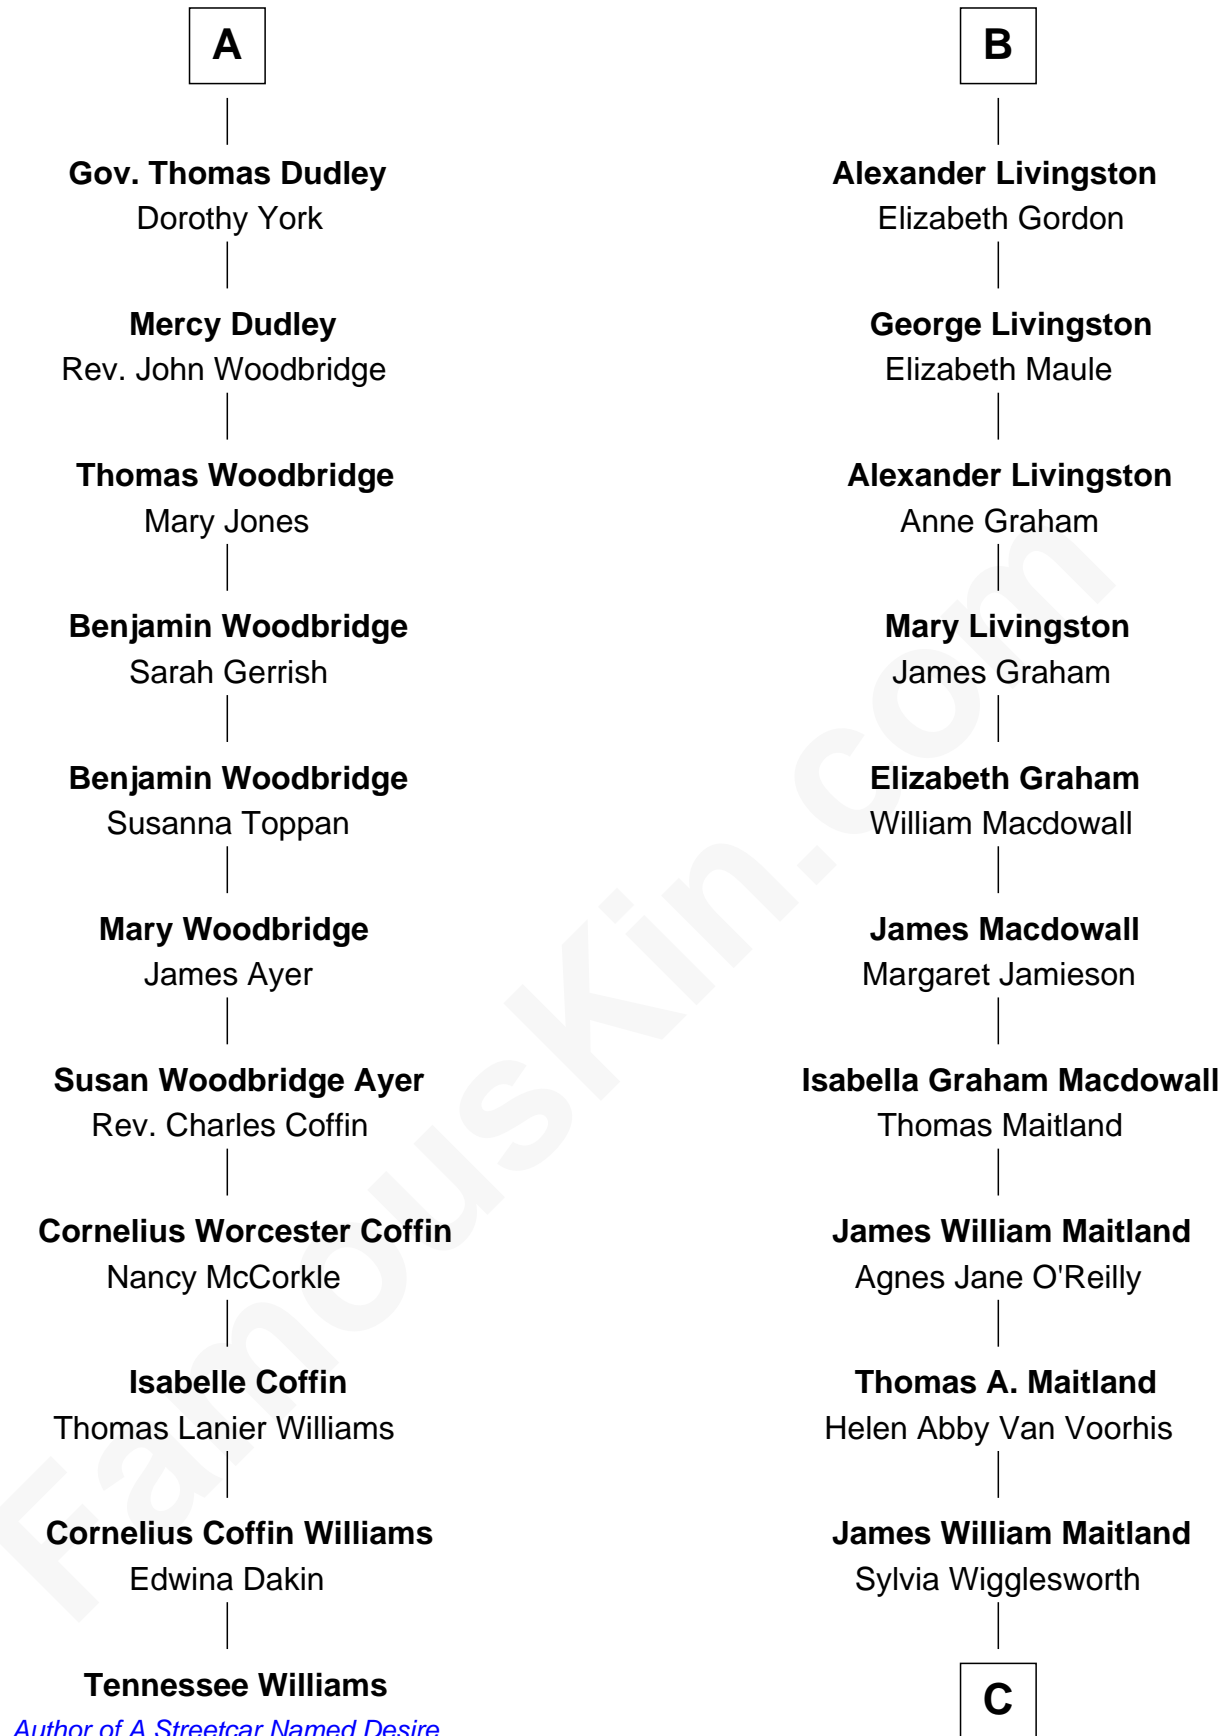 A
Gov. Thomas Dudley
Dorothy York
Mercy Dudley
Rev. John Woodbridge
Thomas Woodbridge
Mary Jones
Benjamin Woodbridge
Sarah Gerrish
Benjamin Woodbridge
Susanna Toppan
Mary Woodbridge
James Ayer
Susan Woodbridge Ayer
Rev. Charles Coffin
Cornelius Worcester Coffin
Nancy McCorkle
Isabelle Coffin
Thomas Lanier Williams
Cornelius Coffin Williams
Edwina Dakin
Tennessee Williams
Author of A Streetcar Named Desire
B
Alexander Livingston
Elizabeth Gordon
George Livingston
Elizabeth Maule
Alexander Livingston
Anne Graham
Mary Livingston
James Graham
Elizabeth Graham
William Macdowall
James Macdowall
Margaret Jamieson
Isabella Graham Macdowall
Thomas Maitland
James William Maitland
Agnes Jane O'Reilly
Thomas A. Maitland
Helen Abby Van Voorhis
James William Maitland
Sylvia Wigglesworth
C
FamousKin.com